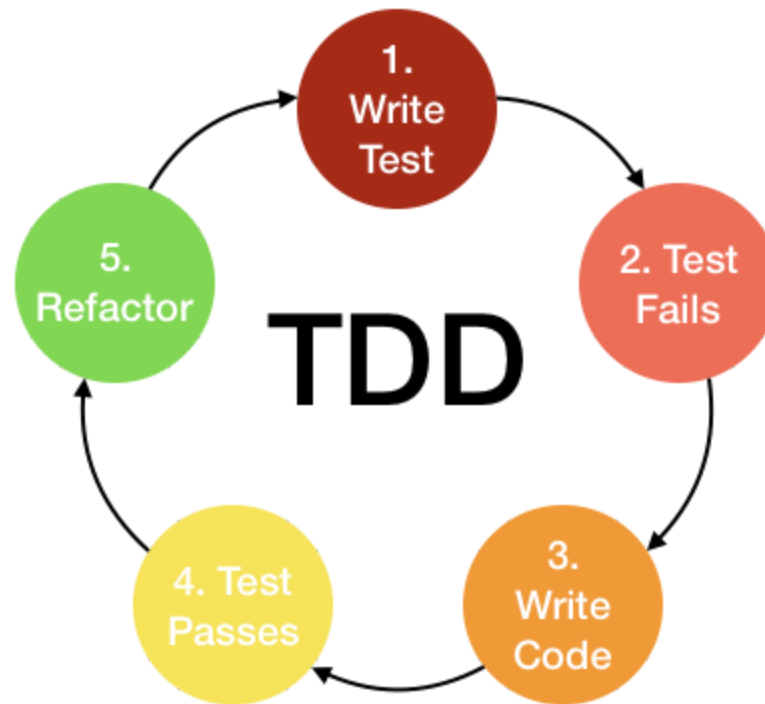 1.
Write
Test
2. Test
Fails
3.
Write
Code
4. Test
Passes
5.
Refactor
TDD